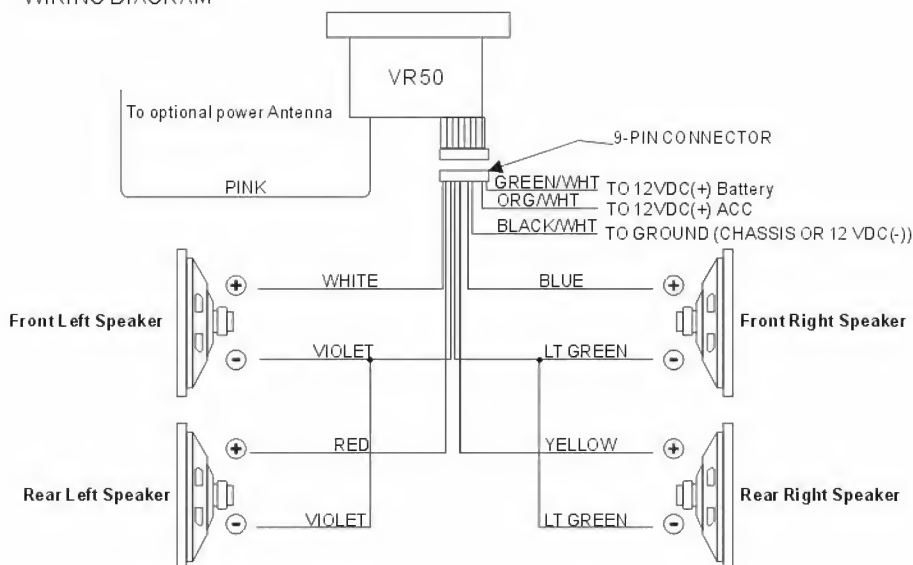 WIRING DIAGRAM
VR50
To optional power Antenna
9-PIN CONNECTOR
PINK
GREEN/WHT TO 12VDC(+) Battery
ORG/WHT TO 12VDC(+) ACC
BLACK/WHT TO GROUND (CHASSIS OR 12 VDC(-))
+ WHITE BLUE +
Front Left Speaker Front Right Speaker
- VIOLET LT GREEN -
+ RED YELLOW +
Rear Left Speaker Rear Right Speaker
- VIOLET LT GREEN -